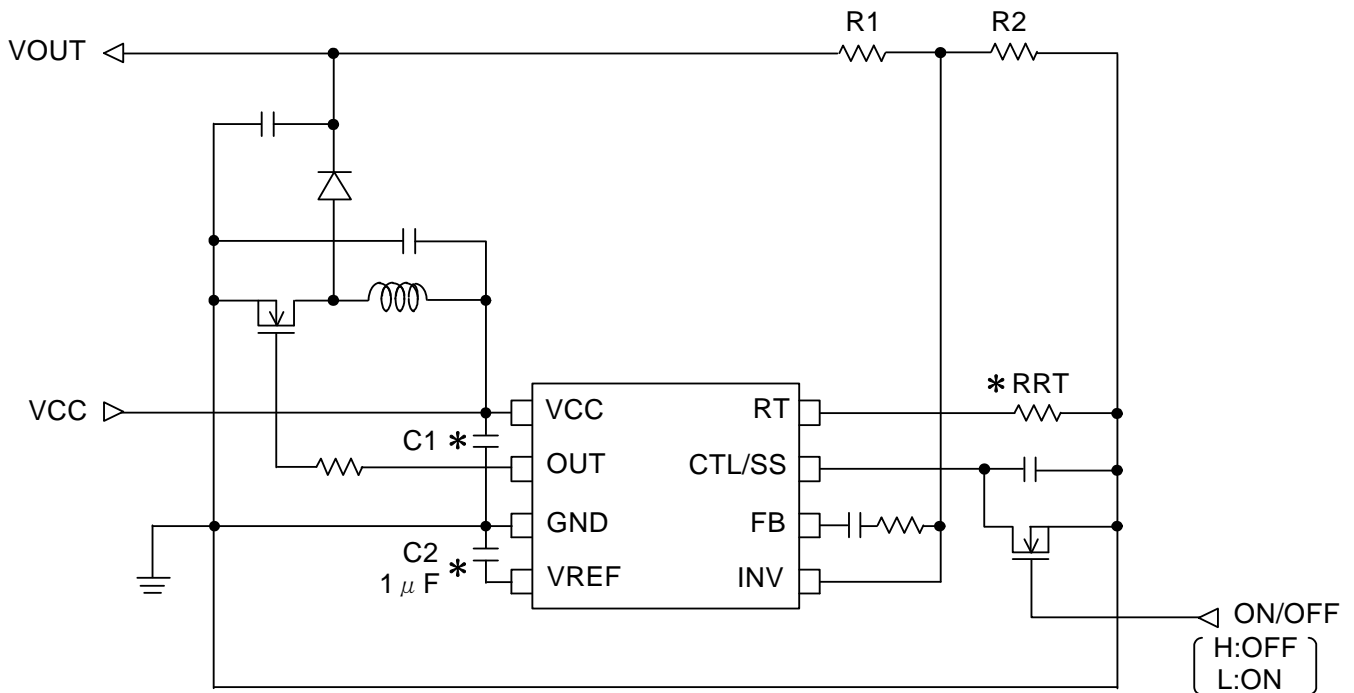 R1
R2
VOUT
VCC
* RRT
VCC
RT
C1 *
OUT
CTL/SS
GND
FB
C2 *
1 μ F
VREF
INV
ON/OFF
H:OFF
L:ON